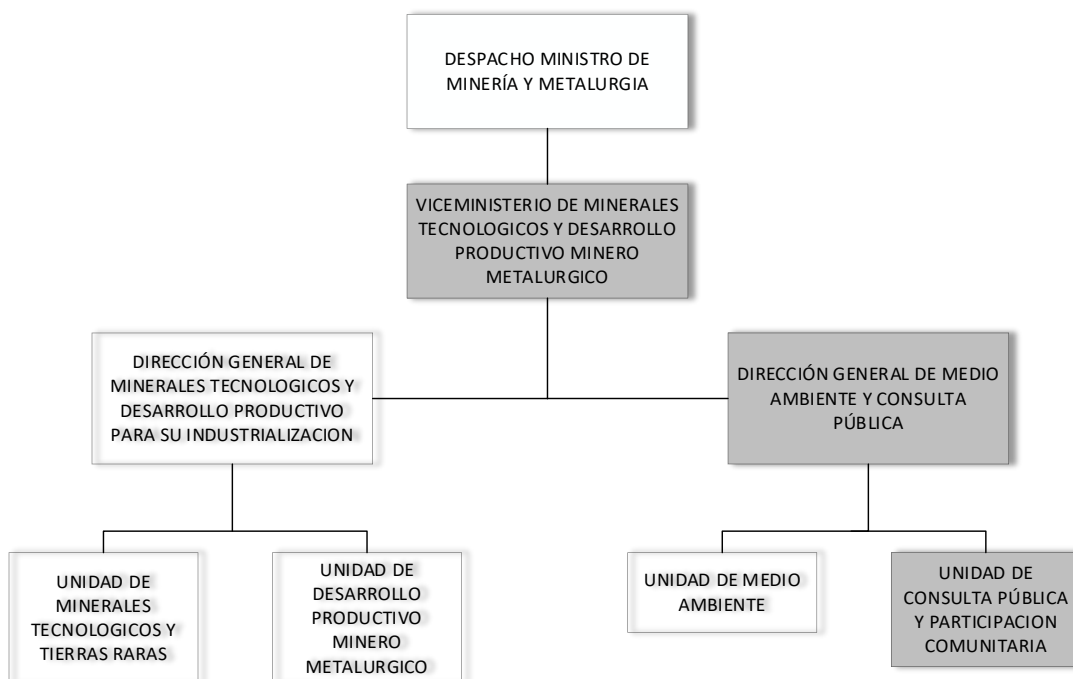 DESPACHO MINISTRO DE
MINERÍA Y METALURGIA
VICEMINISTERIO DE MINERALES
TECNOLOGICOS Y DESARROLLO
PRODUCTIVO MINERO
METALURGICO
DIRECCIÓN GENERAL DE
MINERALES TECNOLOGICOS Y
DESARROLLO PRODUCTIVO
PARA SU INDUSTRIALIZACION
DIRECCIÓN GENERAL DE MEDIO
AMBIENTE Y CONSULTA
PÚBLICA
UNIDAD DE
MINERALES
TECNOLOGICOS Y
TIERRAS RARAS
UNIDAD DE
DESARROLLO
PRODUCTIVO
MINERO
METALURGICO
UNIDAD DE MEDIO
AMBIENTE
UNIDAD DE
CONSULTA PÚBLICA
Y PARTICIPACION
COMUNITARIA